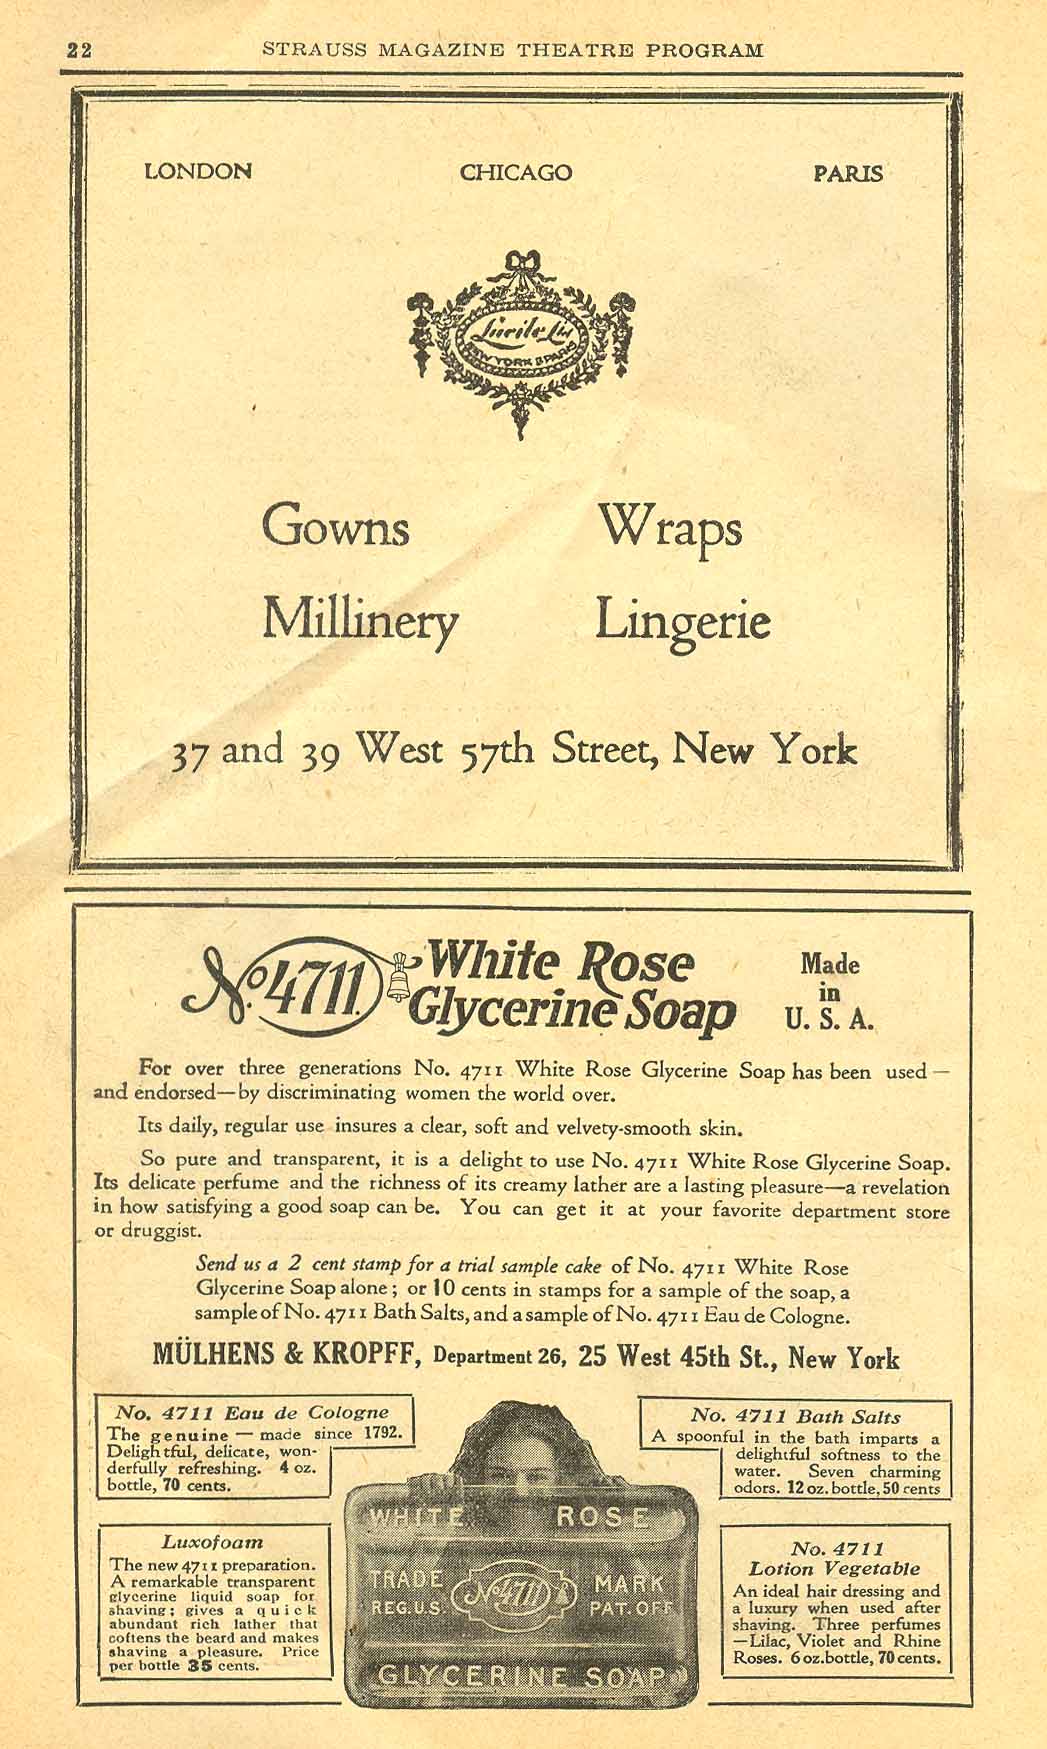 22 STRAUSS MAGAZINE THEATRE PROGRAM
LONDON CHICAGO PARIS
Lucile Ltd
NEW YORK & PARIS
Gowns Wraps
Millinery Lingerie
37 and 39 West 57th Street, New York
No. 4711. White Rose
Glycerine Soap
Made
in
U. S. A.
For over three generations No. 4711 White Rose Glycerine Soap has been used—
and endorsed—by discriminating women the world over.
Its daily, regular use insures a clear, soft and velvety-smooth skin.
So pure and transparent, it is a delight to use No. 4711 White Rose Glycerine Soap.
Its delicate perfume and the richness of its creamy lather are a lasting pleasure—a revelation
in how satisfying a good soap can be. You can get it at your favorite department store
or druggist.
Send us a 2 cent stamp for a trial sample cake of No. 4711 White Rose
Glycerine Soap alone; or 10 cents in stamps for a sample of the soap, a
sample of No. 4711 Bath Salts, and a sample of No. 4711 Eau de Cologne.
MÜLHENS & KROPFF, Department 26, 25 West 45th St., New York
No. 4711 Eau de Cologne
The genuine — made since 1792.
Delightful, delicate, won-
derfully refreshing. 4 oz.
bottle, 70 cents.
Luxofoam
The new 4711 preparation.
A remarkable transparent
glycerine liquid soap for
shaving; gives a quick
abundant rich lather that
coftens the beard and makes
shaving a pleasure. Price
per bottle 35 cents.
WHITE ROSE
TRADE MARK
REG. U.S. PAT. OFF.
No 4711
GLYCERINE SOAP
No. 4711 Bath Salts
A spoonful in the bath imparts a
delightful softness to the
water. Seven charming
odors. 12 oz. bottle, 50 cents
No. 4711
Lotion Vegetable
An ideal hair dressing and
a luxury when used after
shaving. Three perfumes
—Lilac, Violet and Rhine
Roses. 6 oz. bottle, 70 cents.